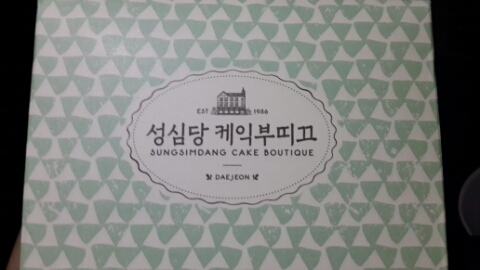 EST 1956
성심당 케익부띠끄
SUNGSIMDANG CAKE BOUTIQUE
DAEJEON